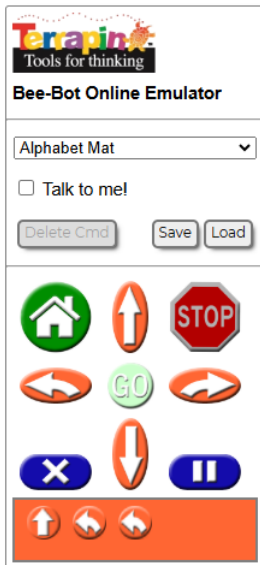 Terrapin
Tools for thinking
Bee-Bot Online Emulator
Alphabet Mat
Talk to me!
Delete Cmd Save Load
STOP
GO